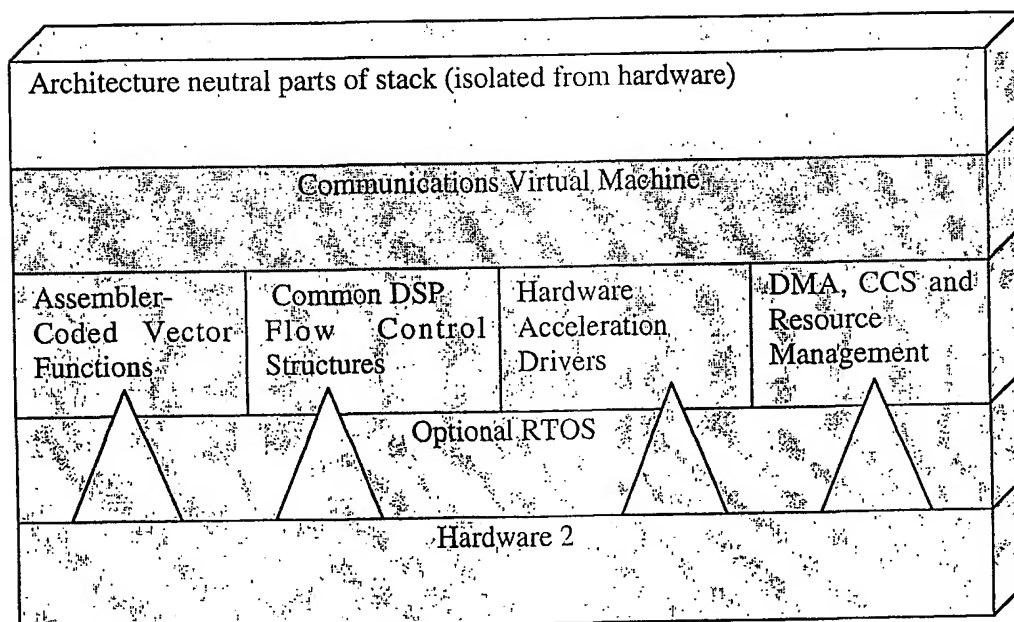 Architecture neutral parts of stack (isolated from hardware)
Communications Virtual Machine
Assembler-
Coded Vector
Functions
Common DSP
Flow Control
Structures
Hardware
Acceleration
Drivers
DMA, CCS and
Resource
Management
Optional RTOS
Hardware 2